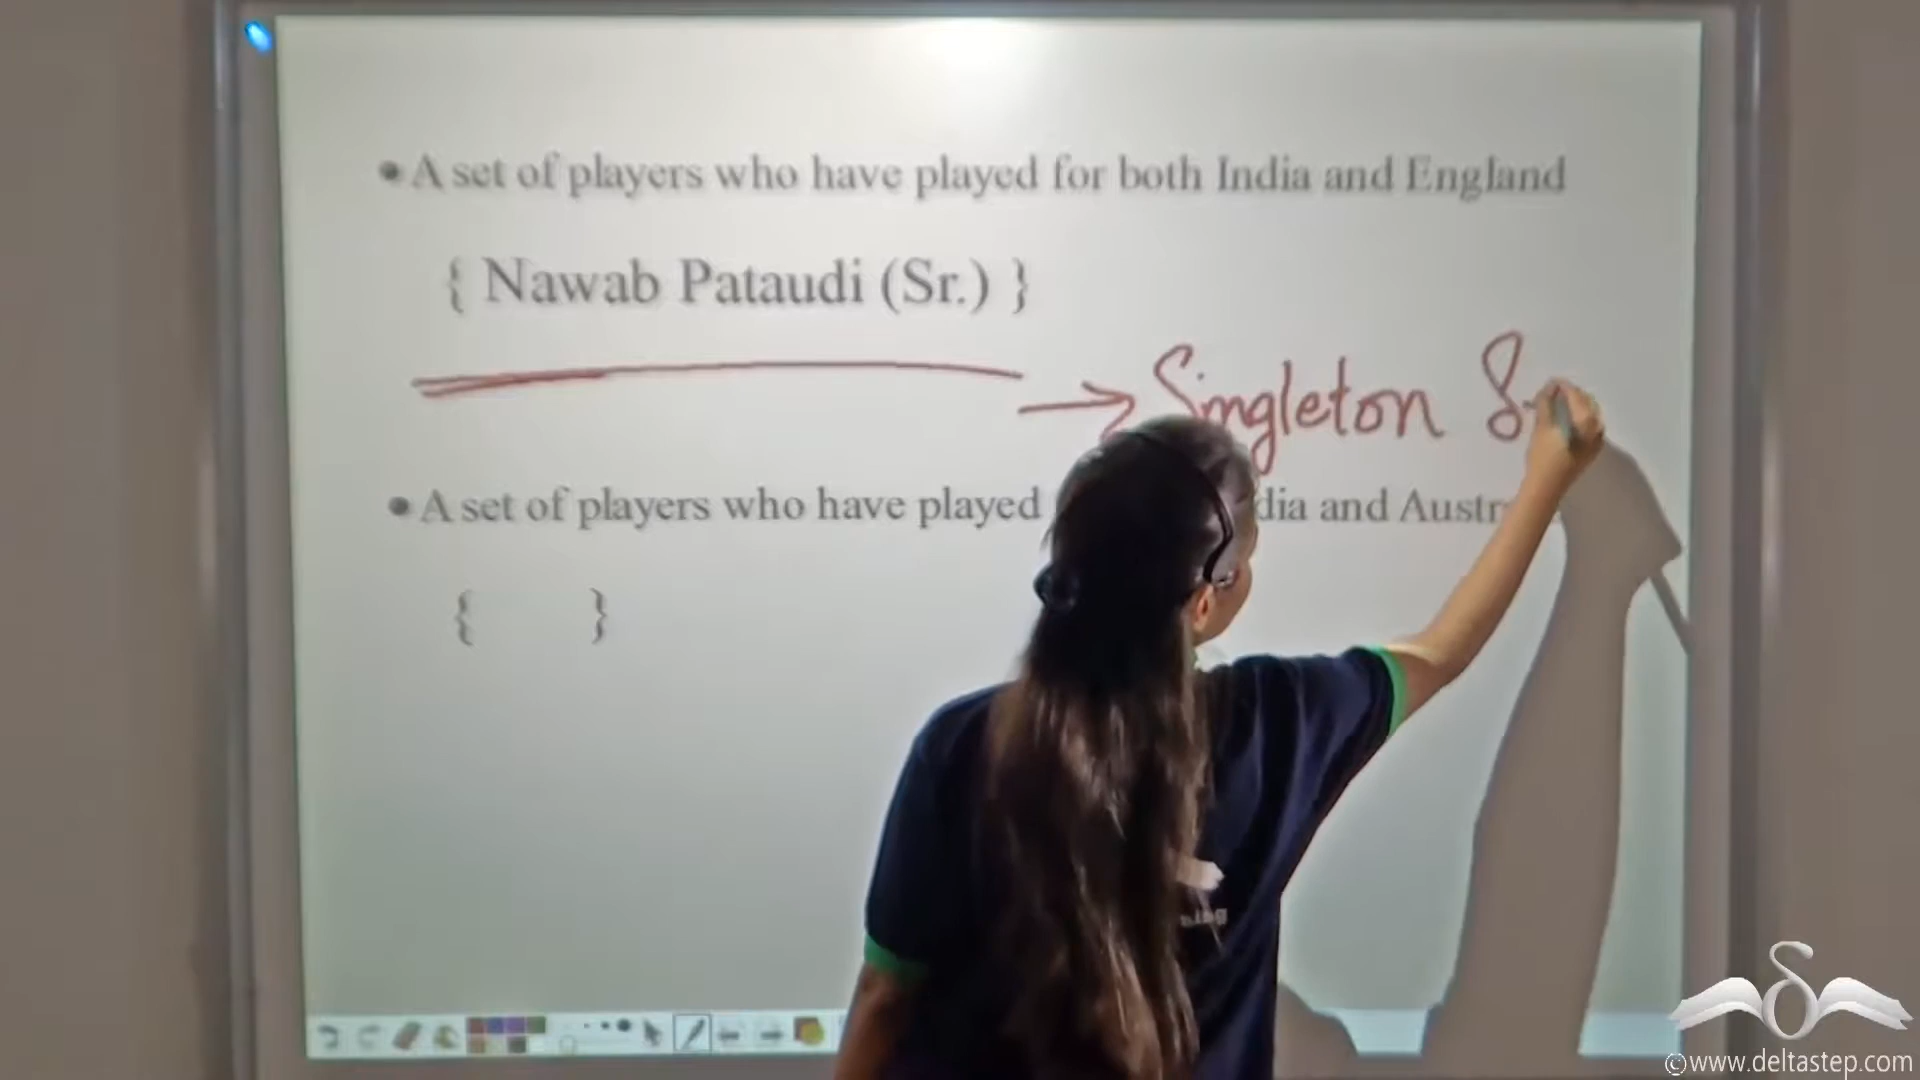 • A set of players who have played for both India and England
{ Nawab Pataudi (Sr.) }
→ Singleton
• A set of players who have played dia and Austr
{ }
©www.deltastep.com